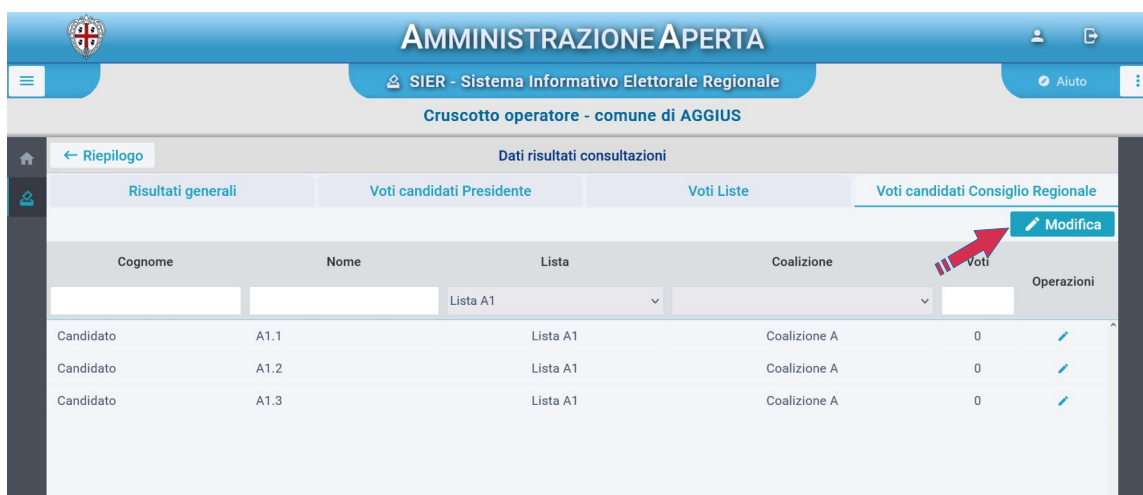 AMMINISTRAZIONE APERTA
SIER - Sistema Informativo Elettorale Regionale
Aiuto
Cruscotto operatore - comune di AGGIUS
← Riepilogo
Dati risultati consultazioni
Risultati generali Voti candidati Presidente Voti Liste Voti candidati Consiglio Regionale
Modifica
Cognome Nome Lista Coalizione Voti Operazioni
Lista A1
Candidato A1.1 Lista A1 Coalizione A 0
Candidato A1.2 Lista A1 Coalizione A 0
Candidato A1.3 Lista A1 Coalizione A 0